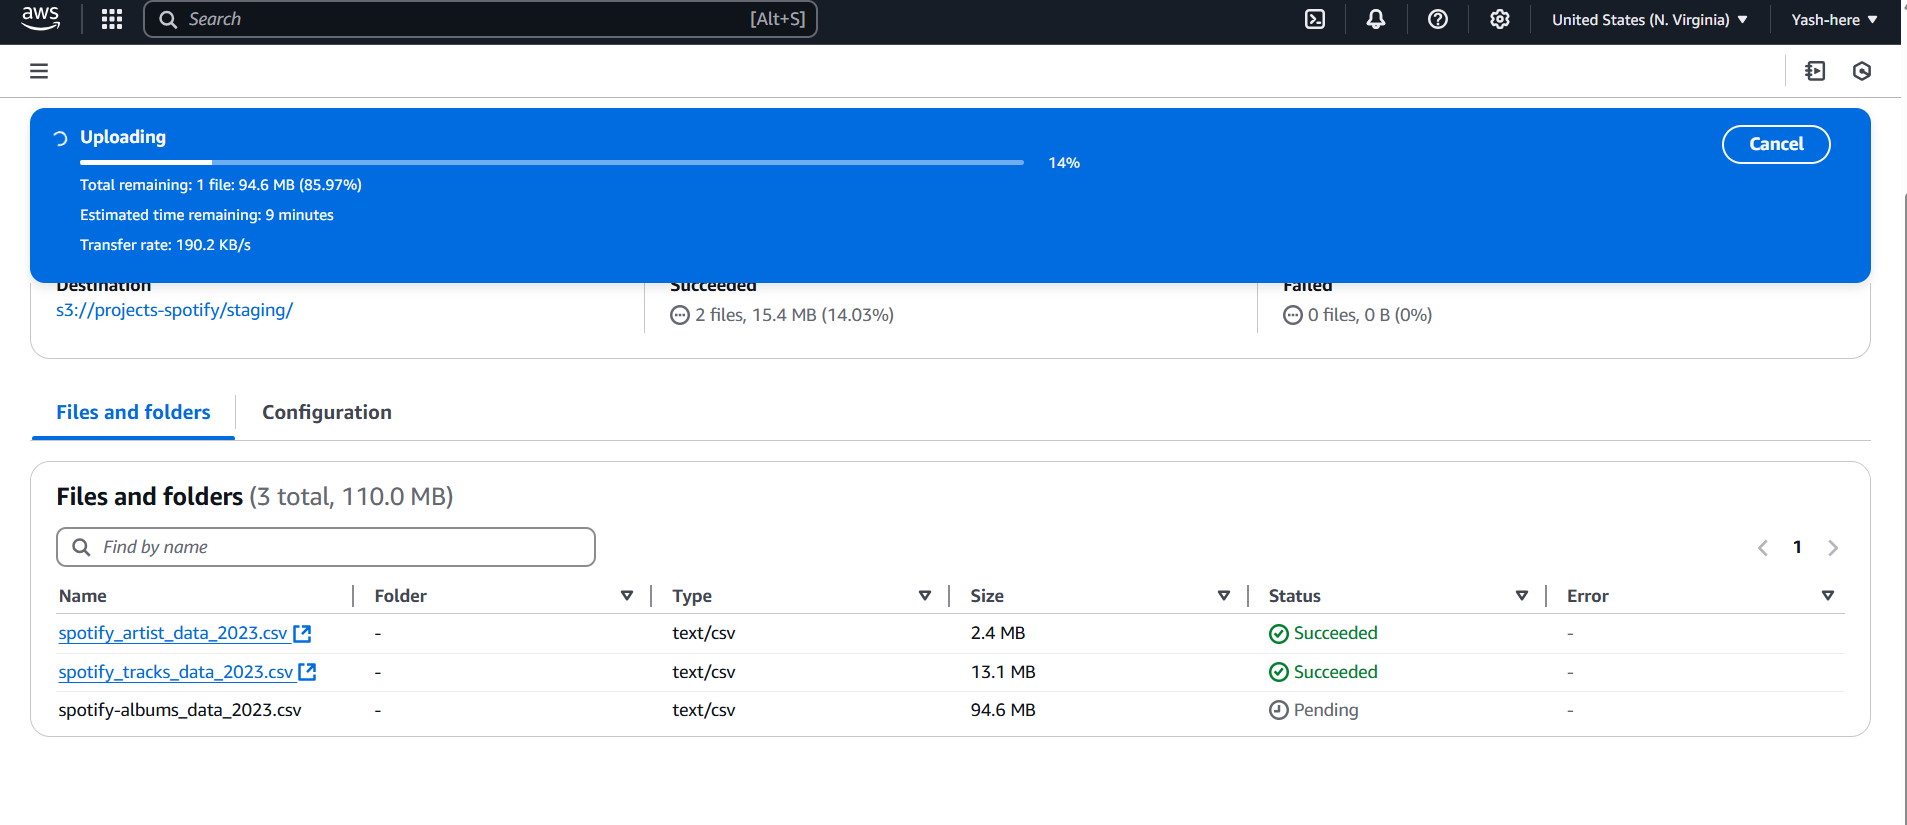 aws Search [Alt+S] United States (N. Virginia) Yash-here
Uploading
Cancel
14%
Total remaining: 1 file: 94.6 MB (85.97%)
Estimated time remaining: 9 minutes
Transfer rate: 190.2 KB/s
Destination Succeeded Failed
s3://projects-spotify/staging/ 2 files, 15.4 MB (14.03%) 0 files, 0 B (0%)
Files and folders Configuration
Files and folders (3 total, 110.0 MB)
Find by name 1
Name Folder Type Size Status Error
spotify_artist_data_2023.csv - text/csv 2.4 MB Succeeded -
spotify_tracks_data_2023.csv - text/csv 13.1 MB Succeeded -
spotify-albums_data_2023.csv - text/csv 94.6 MB Pending -